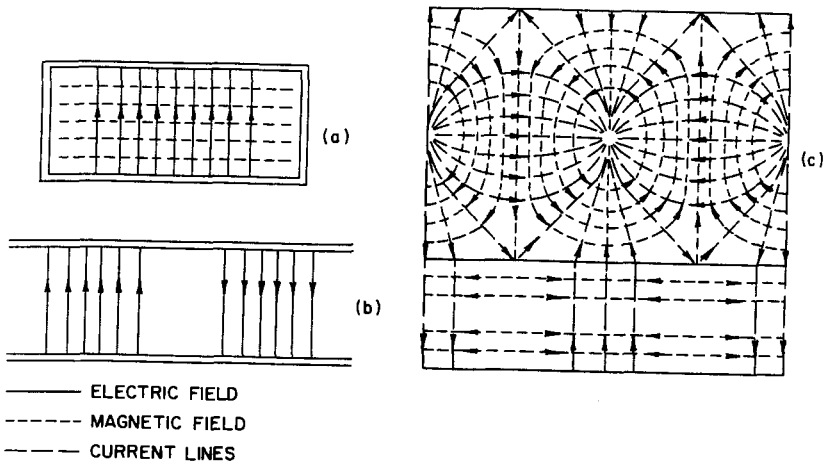 (a)
(b)
(c)
ELECTRIC FIELD
MAGNETIC FIELD
CURRENT LINES